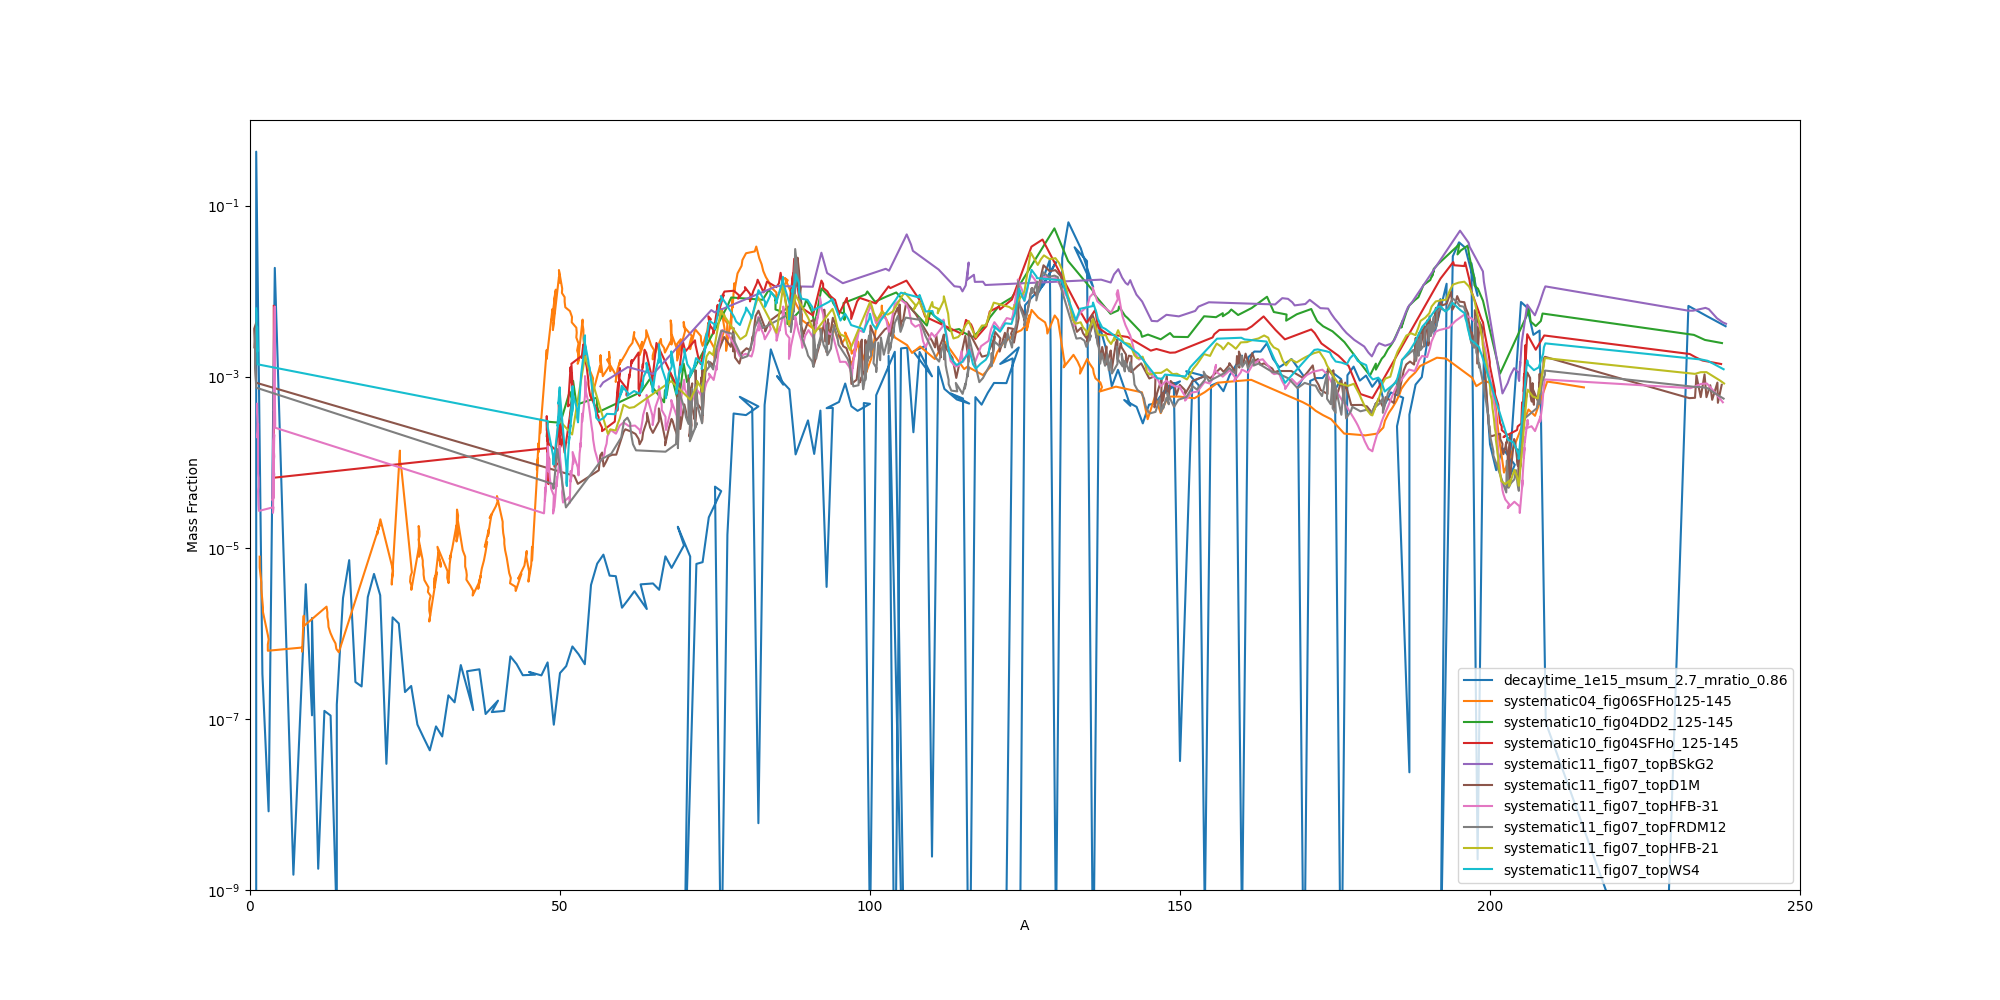 10⁻¹
10⁻³
10⁻⁵
10⁻⁷
10⁻⁹
Mass Fraction
0 50 100 150 200 250
A
decaytime_1e15_msum_2.7_mratio_0.86
systematic04_fig06SFHo125-145
systematic10_fig04DD2_125-145
systematic10_fig04SFHo_125-145
systematic11_fig07_topBSkG2
systematic11_fig07_topD1M
systematic11_fig07_topHFB-31
systematic11_fig07_topFRDM12
systematic11_fig07_topHFB-21
systematic11_fig07_topWS4